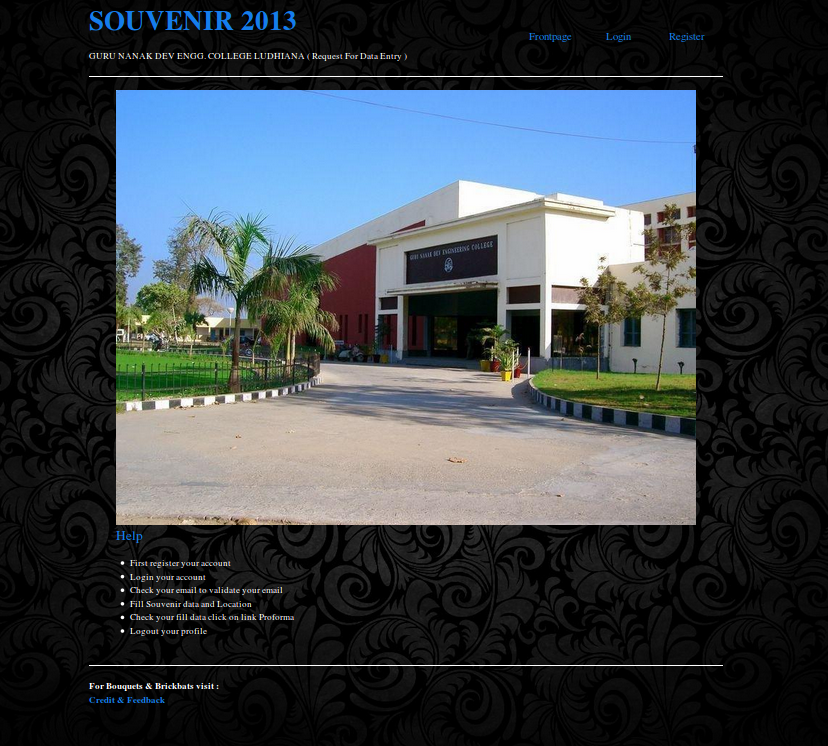 SOUVENIR 2013
Frontpage Login Register
GURU NANAK DEV ENGG. COLLEGE LUDHIANA ( Request For Data Entry )
GURU NANAK DEV ENGINEERING COLLEGE
Help
First register your account
Login your account
Check your email to validate your email
Fill Souvenir data and Location
Check your fill data click on link Proforma
Logout your profile
For Bouquets & Brickbats visit :
Credit & Feedback